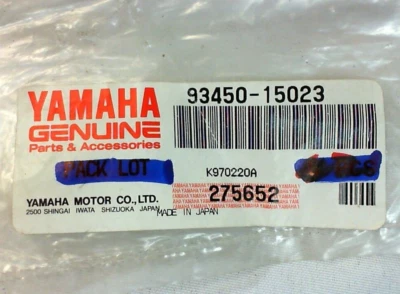 YAMAHA
GENUINE
Parts & Accessories
93450-15023
PACK LOT
K970220A
275652
YAMAHA MOTOR CO., LTD.
2500 SHINGAI IWATA SHIZUOKA JAPAN
MADE IN JAPAN